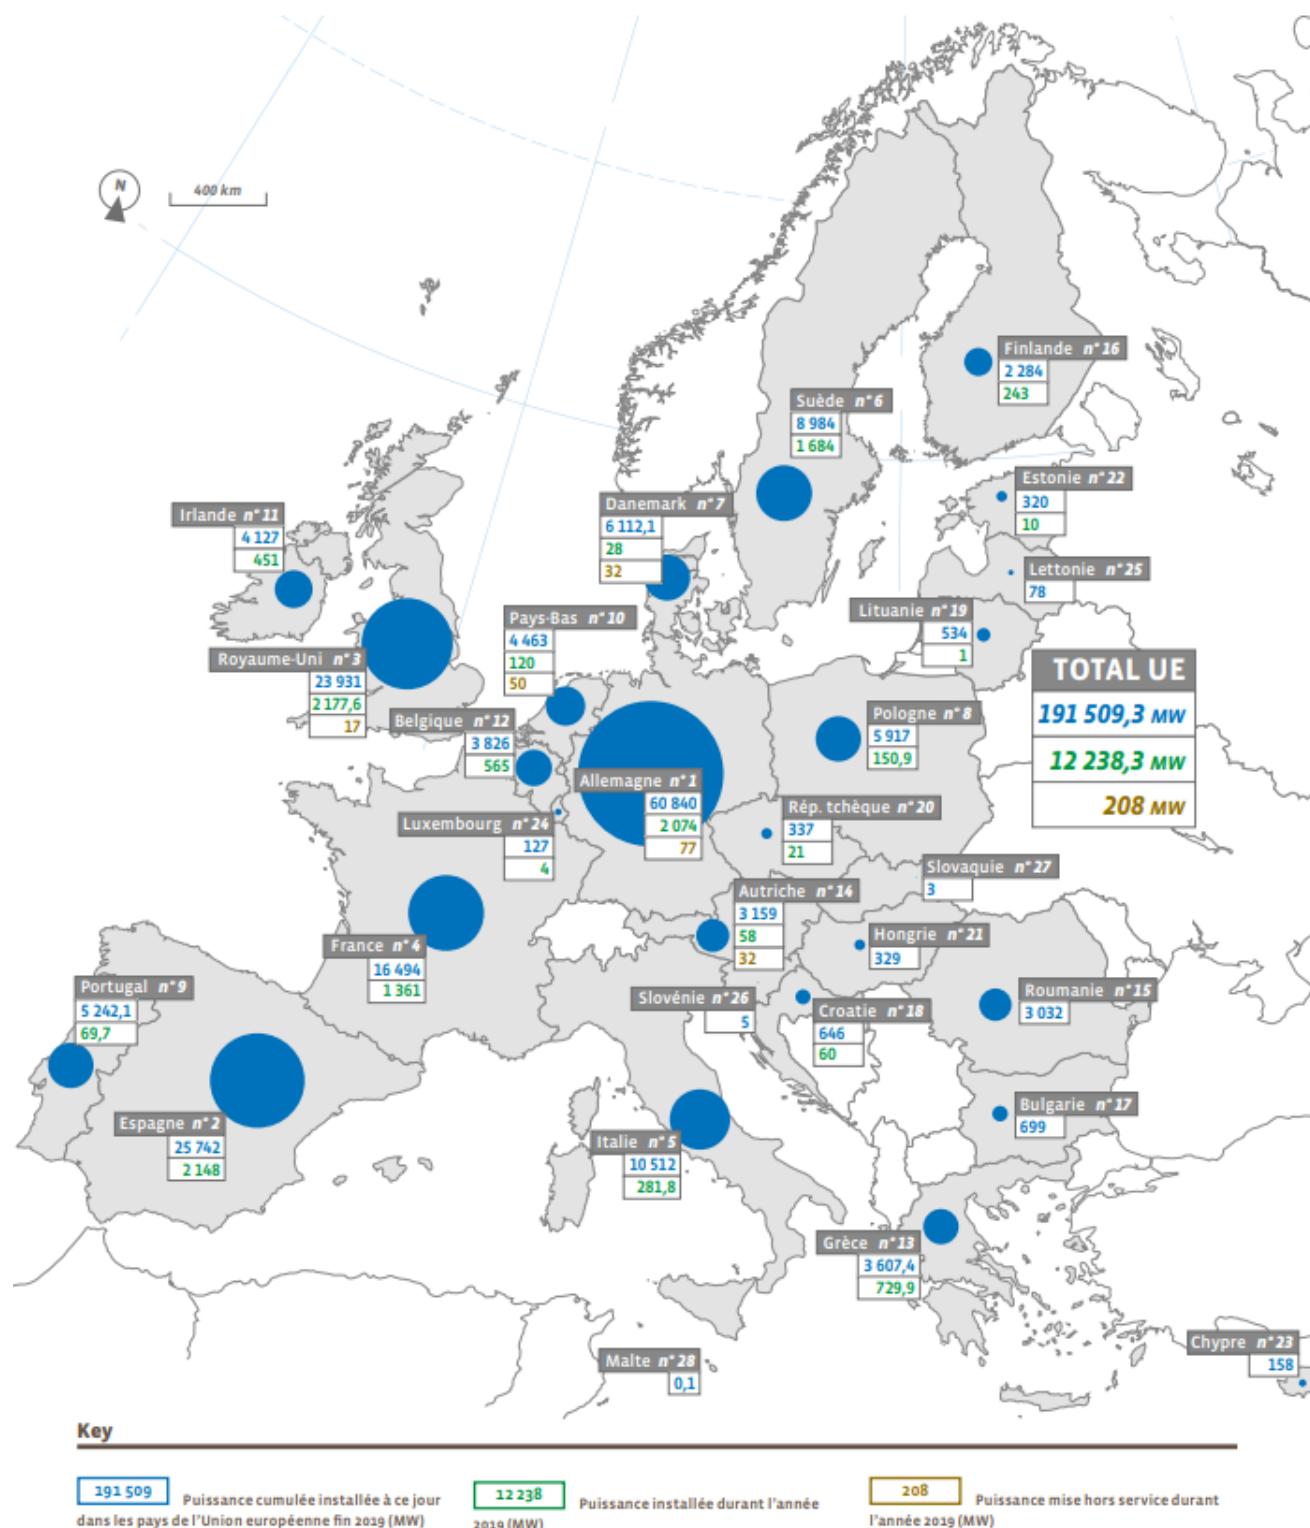 N
400 km
Finlande n°16
2 284
243
Suède n°6
8 984
1 684
Estonie n°22
320
10
Danemark n°7
6 112,1
28
32
Irlande n°11
4 127
451
Lettonie n°25
78
Lituanie n°19
534
1
Pays-Bas n°10
4 463
120
50
Royaume-Uni n°3
23 931
2 177,6
17
TOTAL UE
191 509,3 MW
12 238,3 MW
208 MW
Belgique n°12
3 826
565
Pologne n°8
5 917
150,9
Allemagne n°1
60 840
2 074
77
Rép. tchèque n°20
337
21
Luxembourg n°24
127
4
Slovaquie n°27
3
Autriche n°14
3 159
58
32
Hongrie n°21
329
France n°4
16 494
1 361
Portugal n°9
5 242,1
69,7
Slovénie n°26
5
Croatie n°18
646
60
Roumanie n°15
3 032
Bulgarie n°17
699
Espagne n°2
25 742
2 148
Italie n°5
10 512
281,8
Grèce n°13
3 607,4
729,9
Chypre n°23
158
Malte n°28
0,1
Key
191 509 Puissance cumulée installée à ce jour
dans les pays de l'Union européenne fin 2019 (MW)
12 238 Puissance installée durant l'année
2019 (MW)
208 Puissance mise hors service durant
l'année 2019 (MW)